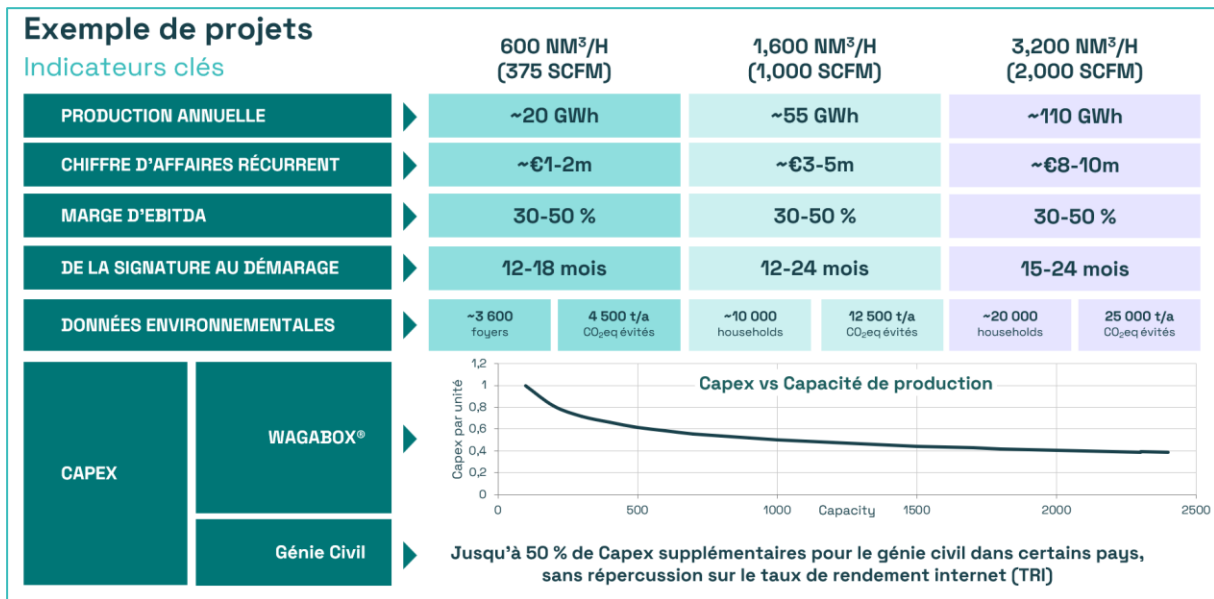 Exemple de projets
Indicateurs clés
600 NM³/H
(375 SCFM)
1,600 NM³/H
(1,000 SCFM)
3,200 NM³/H
(2,000 SCFM)
PRODUCTION ANNUELLE
~20 GWh
~55 GWh
~110 GWh
CHIFFRE D'AFFAIRES RÉCURRENT
~€1-2m
~€3-5m
~€8-10m
MARGE D'EBITDA
30-50 %
30-50 %
30-50 %
DE LA SIGNATURE AU DÉMARAGE
12-18 mois
12-24 mois
15-24 mois
DONNÉES ENVIRONNEMENTALES
~3 600
foyers
4 500 t/a
CO₂eq évités
~10 000
households
12 500 t/a
CO₂eq évités
~20 000
households
25 000 t/a
CO₂eq évités
CAPEX
WAGABOX®
Capex vs Capacité de production
Capex par unité
1,2
1
0,8
0,6
0,4
0,2
0
0
500
1000
Capacity
1500
2000
2500
Génie Civil
Jusqu'à 50 % de Capex supplémentaires pour le génie civil dans certains pays,
sans répercussion sur le taux de rendement internet (TRI)